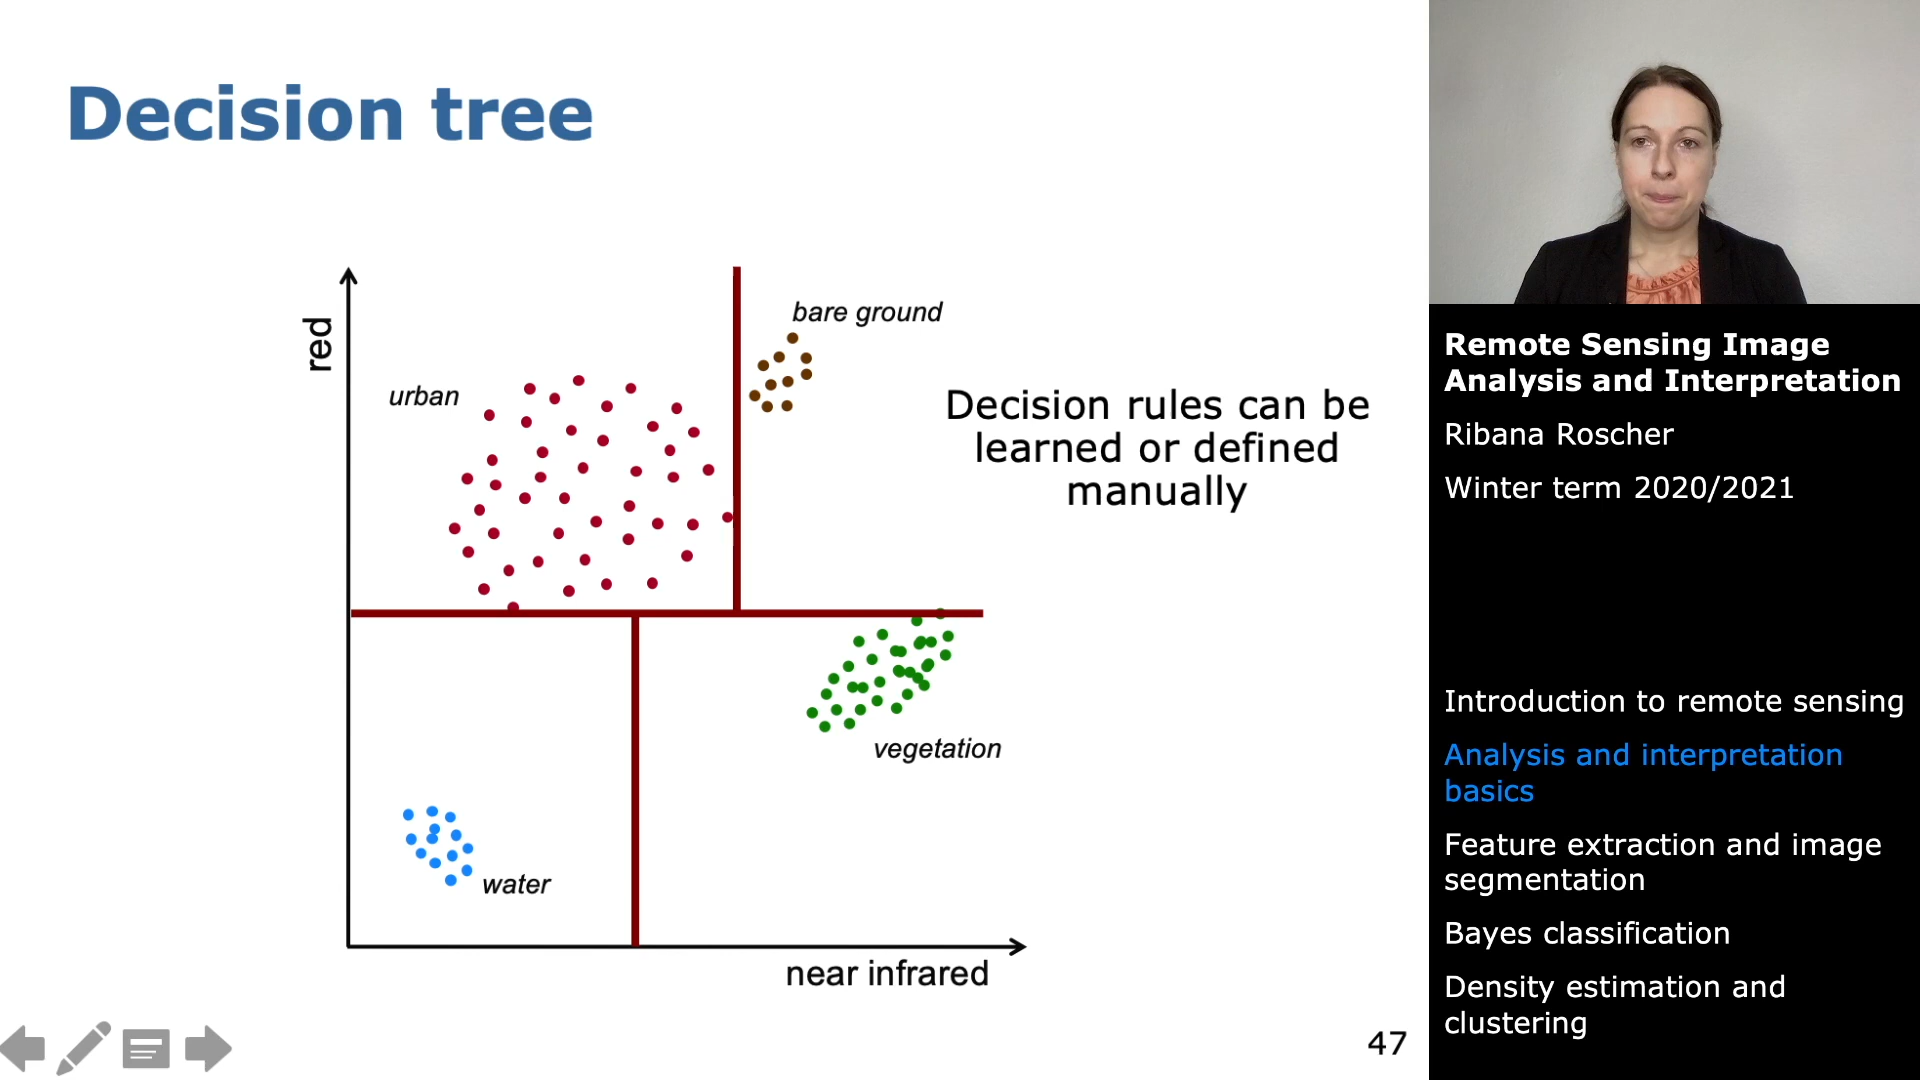 Decision tree
red
urban
bare ground
Decision rules can be
learned or defined
manually
vegetation
water
near infrared
47
Remote Sensing Image
Analysis and Interpretation
Ribana Roscher
Winter term 2020/2021
Introduction to remote sensing
Analysis and interpretation
basics
Feature extraction and image
segmentation
Bayes classification
Density estimation and
clustering